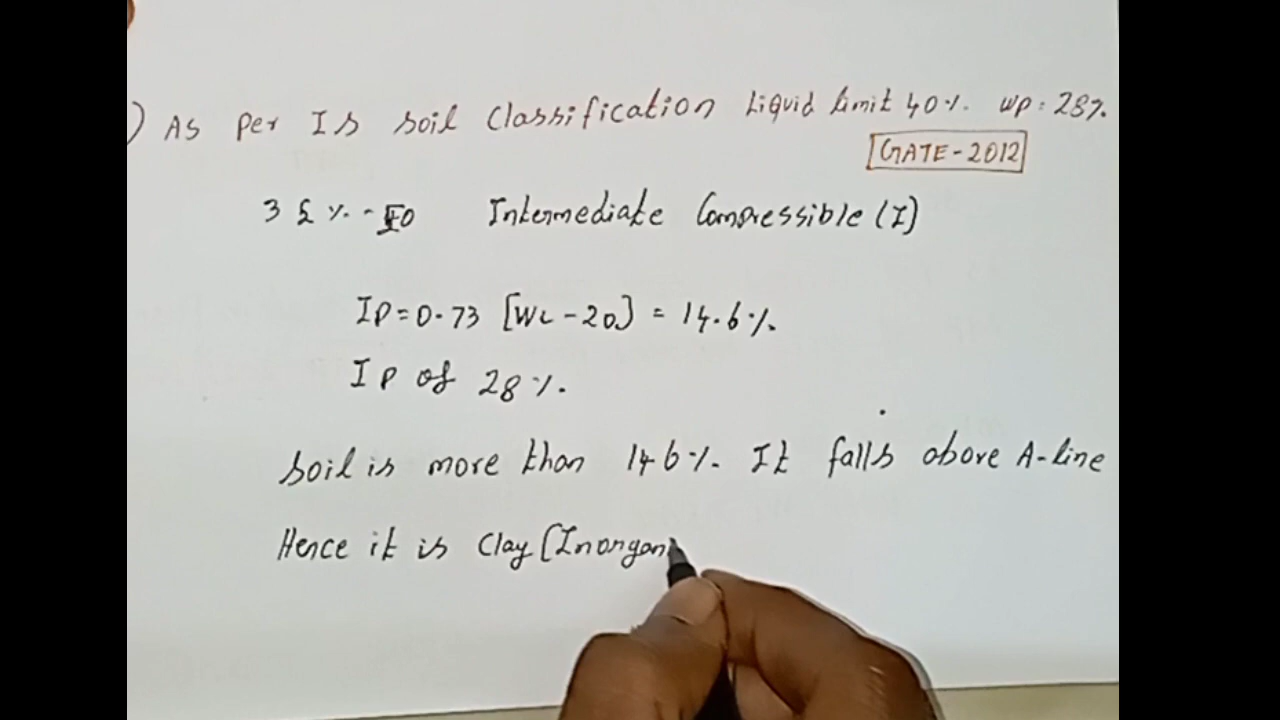 ) As per IS soil classification Liquid limit 40%. wp = 28%.
GATE-2012
35 %. - 50 Intermediate Compressible (I)
IP = 0.73 [WL - 20] = 14.6%.
IP of 28%.
soil is more than 14.6%. It falls above A-line
Hence it is Clay (Inorgan